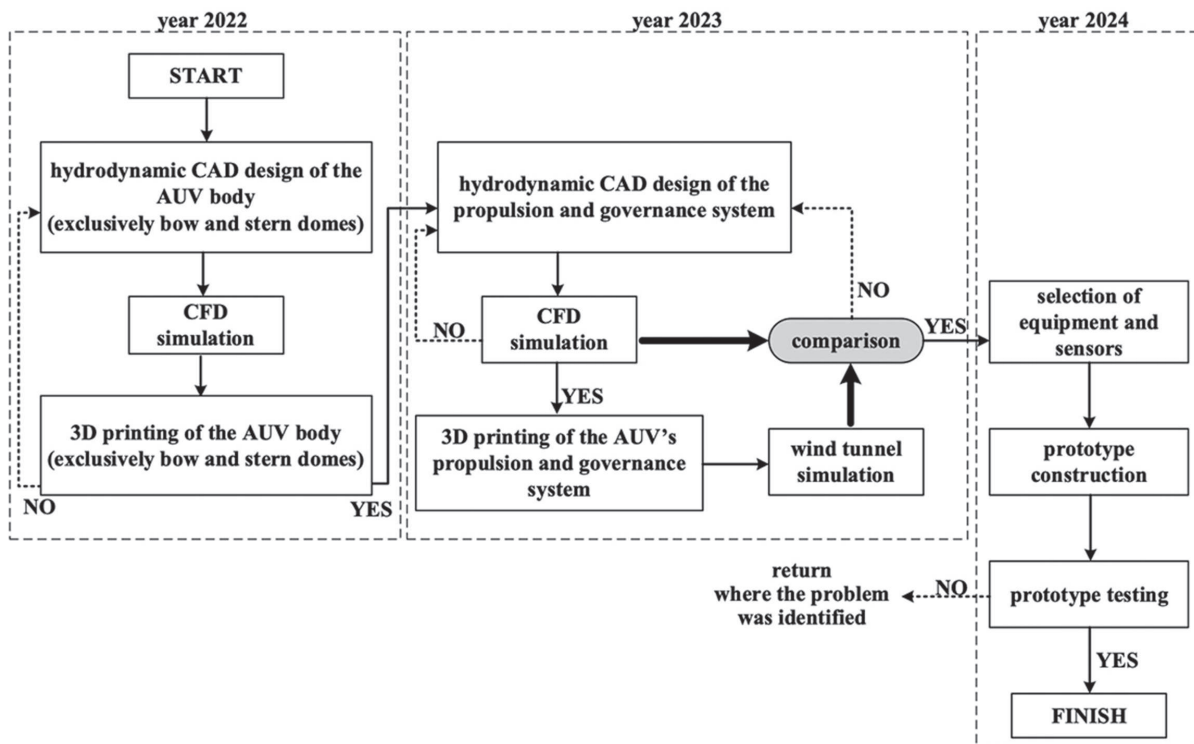 year 2022
START
hydrodynamic CAD design of the
AUV body
(exclusively bow and stern domes)
CFD
simulation
3D printing of the AUV body
(exclusively bow and stern domes)
NO
YES
year 2023
hydrodynamic CAD design of the
propulsion and governance system
NO
CFD
simulation
YES
3D printing of the AUV’s
propulsion and governance
system
wind tunnel
simulation
comparison
NO
YES
year 2024
selection of
equipment and
sensors
prototype
construction
prototype testing
NO
return
where the problem
was identified
YES
FINISH